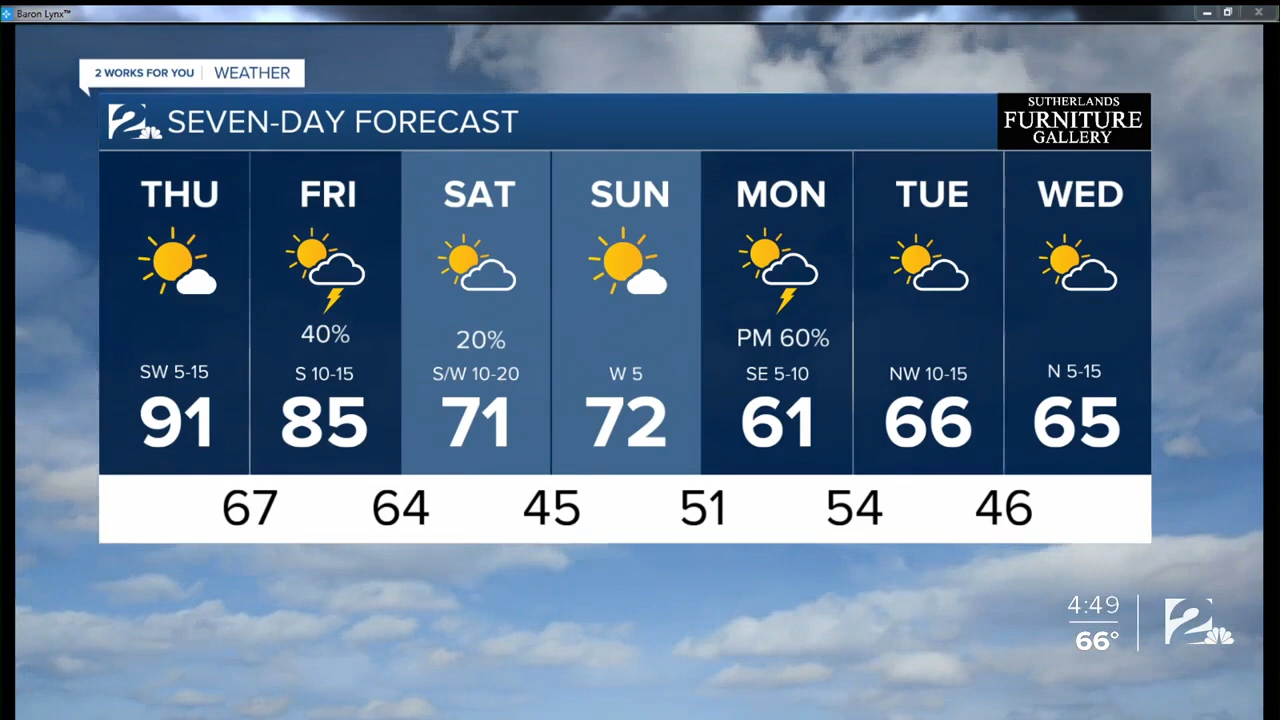 Baron Lynx™
2 WORKS FOR YOU | WEATHER
2 SEVEN-DAY FORECAST
SUTHERLANDS
FURNITURE
GALLERY
THU FRI SAT SUN MON TUE WED
40% 20% PM 60%
SW 5-15 S 10-15 S/W 10-20 W 5 SE 5-10 NW 10-15 N 5-15
91 85 71 72 61 66 65
67 64 45 51 54 46
4:49
66°
2